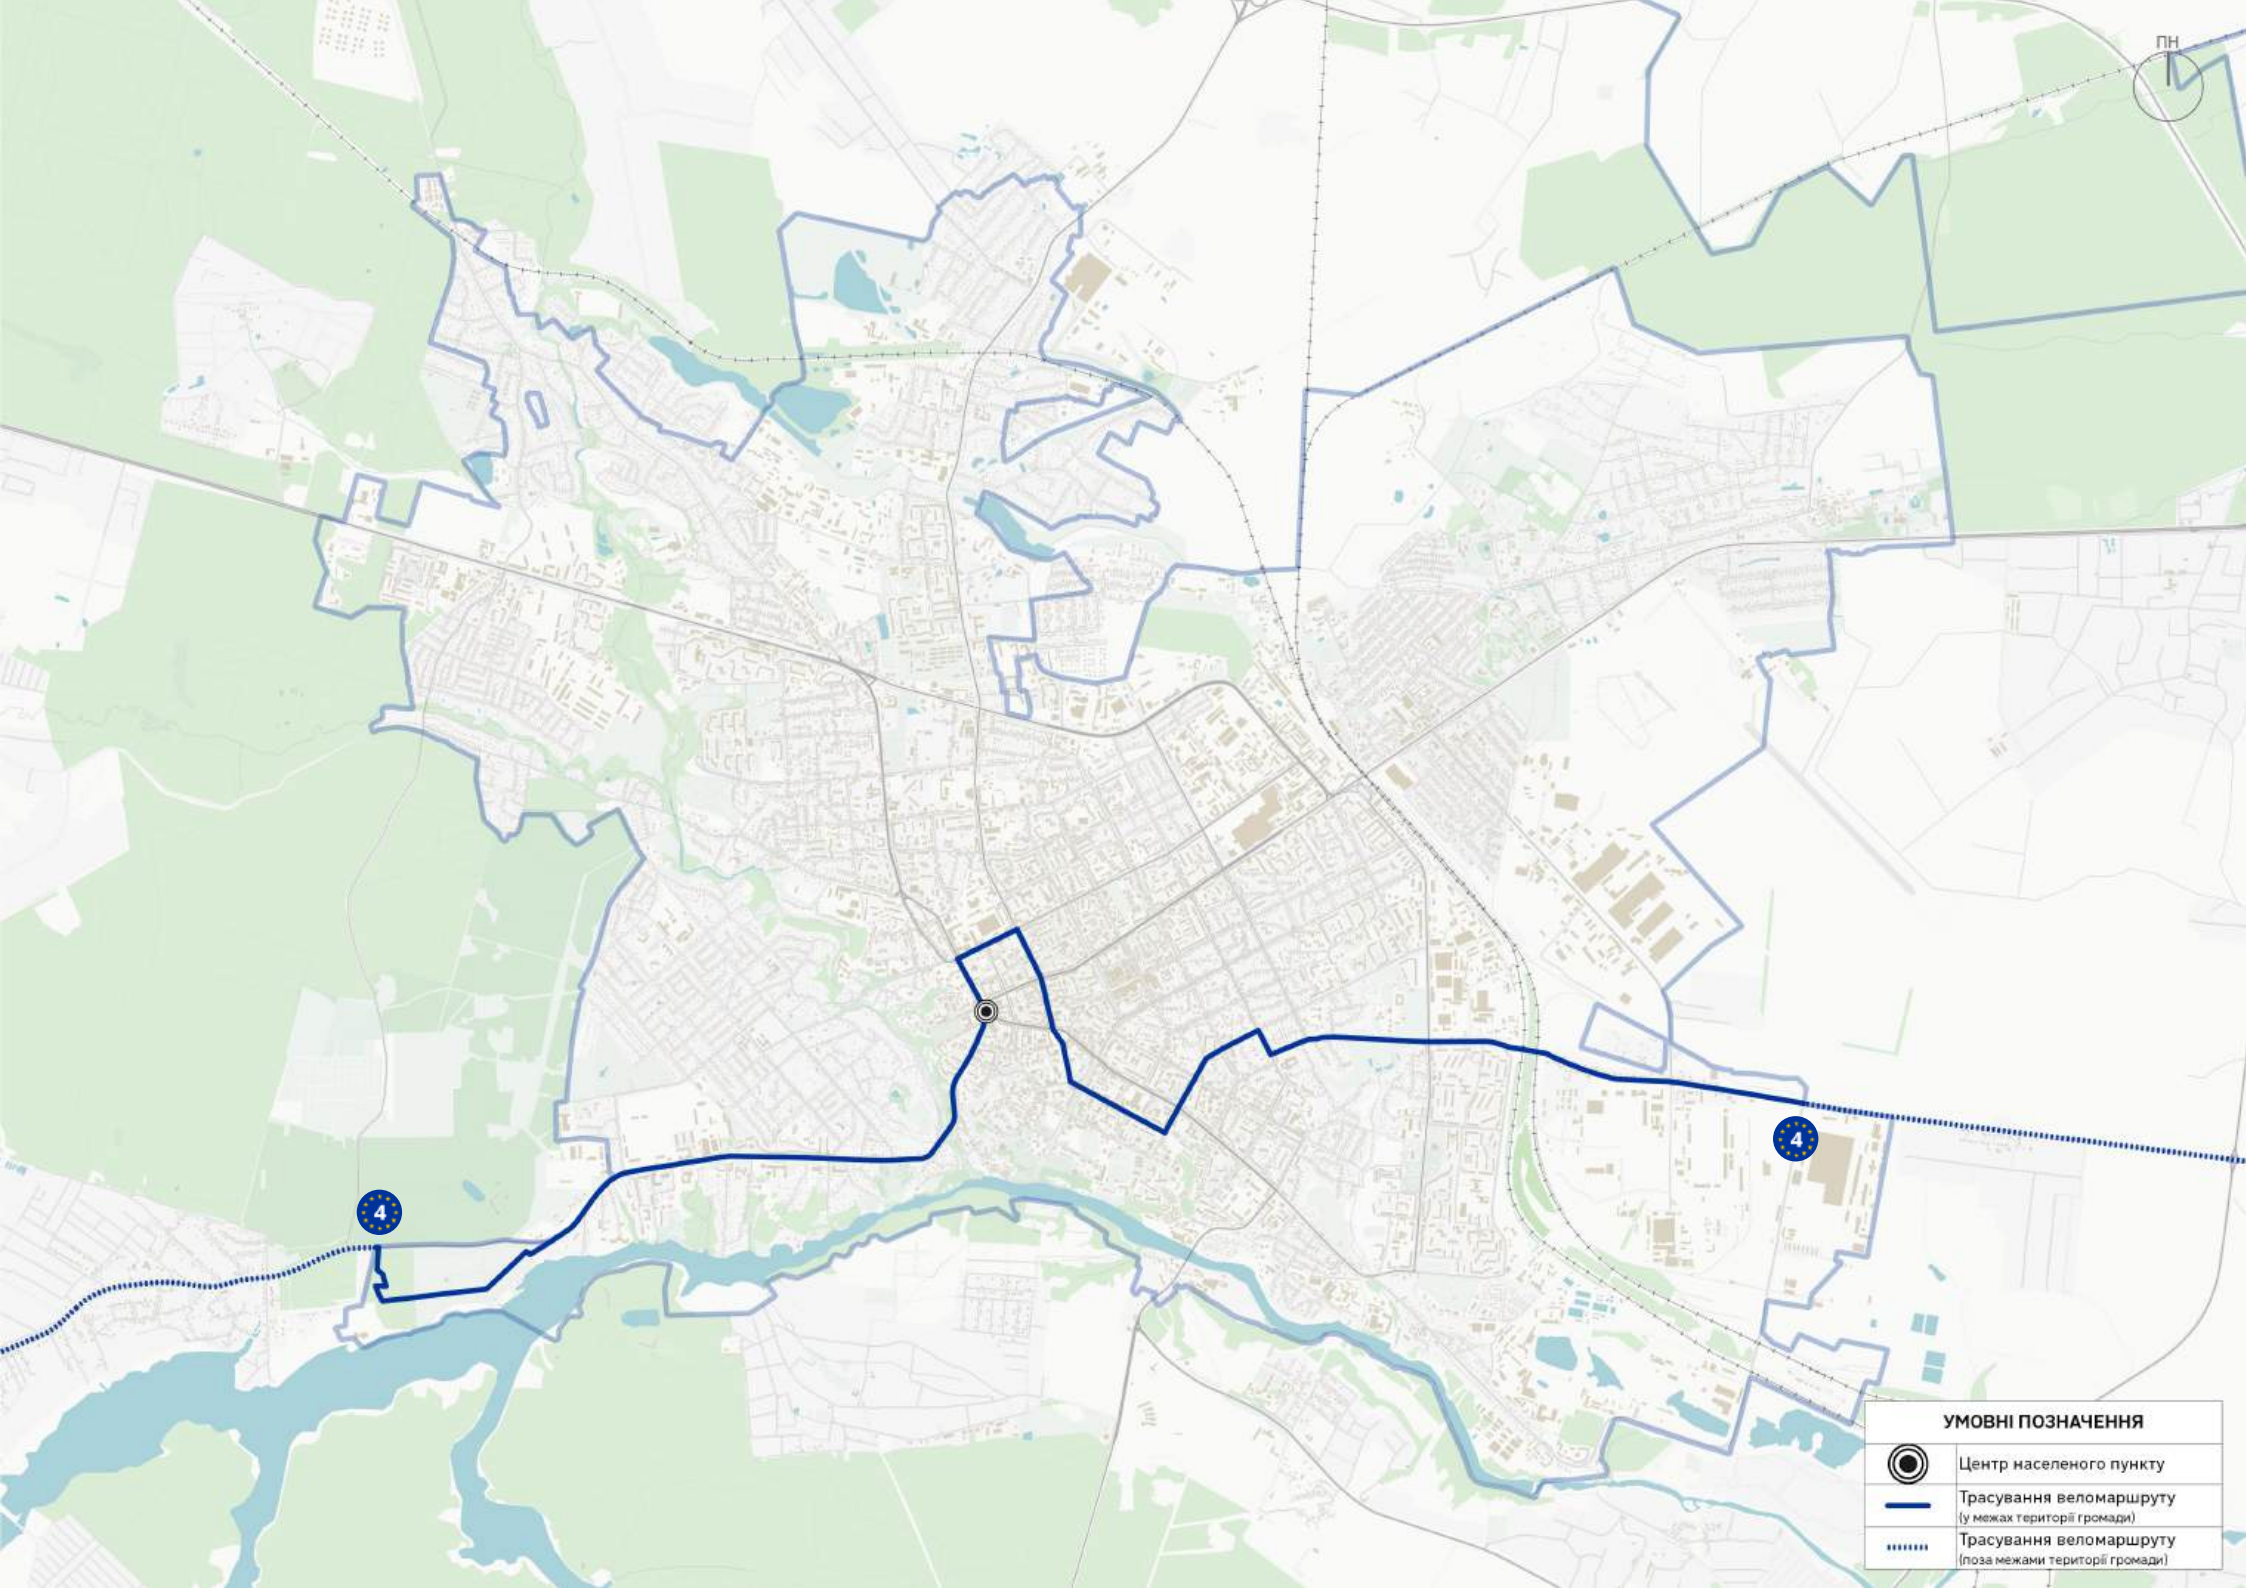 ПН
4
4
УМОВНІ ПОЗНАЧЕННЯ
Центр населеного пункту
Трасування веломаршруту
(у межах території громади)
Трасування веломаршруту
(поза межами території громади)